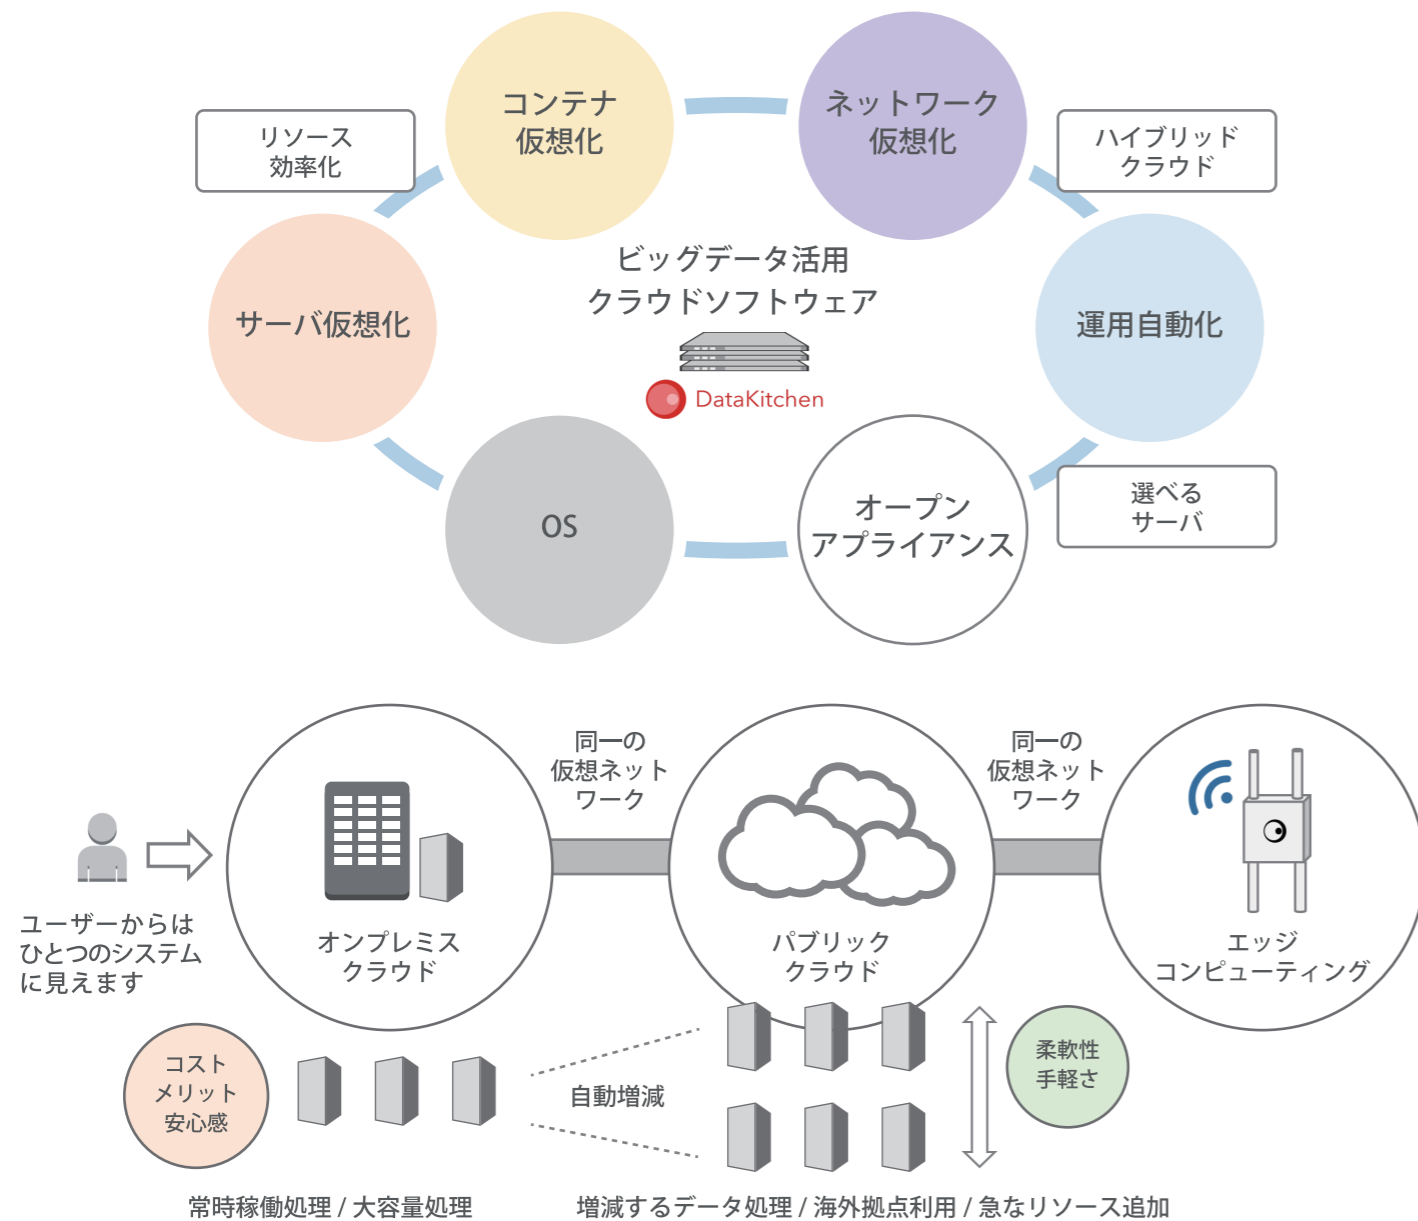 コンテナ
仮想化
ネットワーク
仮想化
リソース
効率化
ハイブリッド
クラウド
ビッグデータ活用
クラウドソフトウェア
サーバ仮想化
運用自動化
DataKitchen
OS
オープン
アプライアンス
選べる
サーバ
同一の
仮想ネット
ワーク
同一の
仮想ネット
ワーク
ユーザーからは
ひとつのシステム
に見えます
オンプレミス
クラウド
パブリック
クラウド
エッジ
コンピューティング
コスト
メリット
安心感
自動増減
柔軟性
手軽さ
常時稼働処理 / 大容量処理
増減するデータ処理 / 海外拠点利用 / 急なリソース追加